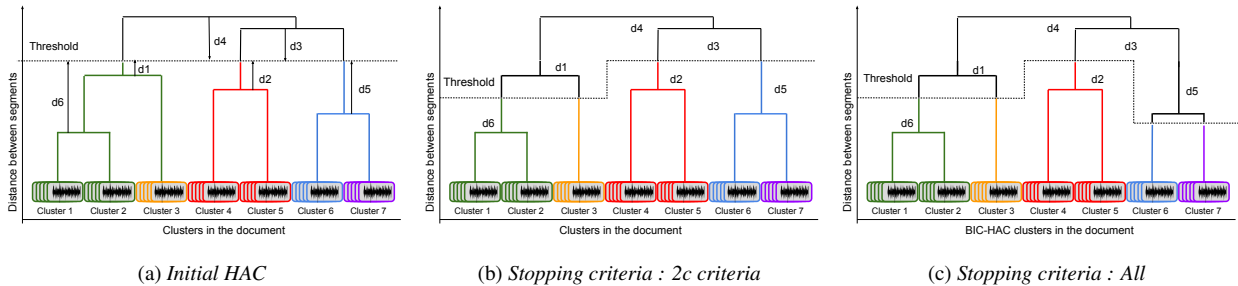 Distance between segments
Threshold
d4
d3
d1
d2
d6
d5
Cluster 1 Cluster 2 Cluster 3 Cluster 4 Cluster 5 Cluster 6 Cluster 7
Clusters in the document
(a) Initial HAC
Distance between segments
d4
d3
d1
Threshold
d2
d5
d6
Cluster 1 Cluster 2 Cluster 3 Cluster 4 Cluster 5 Cluster 6 Cluster 7
Clusters in the document
(b) Stopping criteria : 2c criteria
Distance between segments
d4
d3
d1
Threshold
d2
d5
d6
Cluster 1 Cluster 2 Cluster 3 Cluster 4 Cluster 5 Cluster 6 Cluster 7
BIC-HAC clusters in the document
(c) Stopping criteria : All